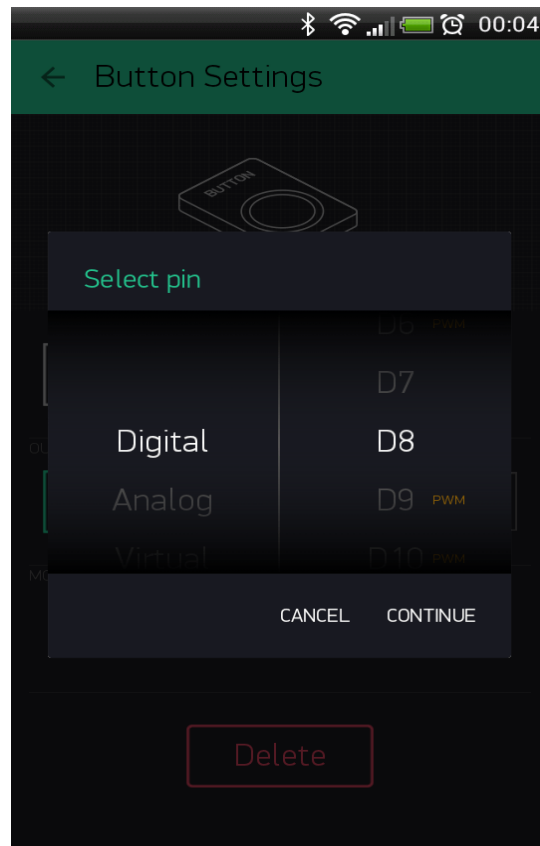 00:04
Button Settings
BUTTON
Select pin
D6 PWM
D7
Digital D8
Analog D9 PWM
Virtual D10 PWM
CANCEL CONTINUE
Delete